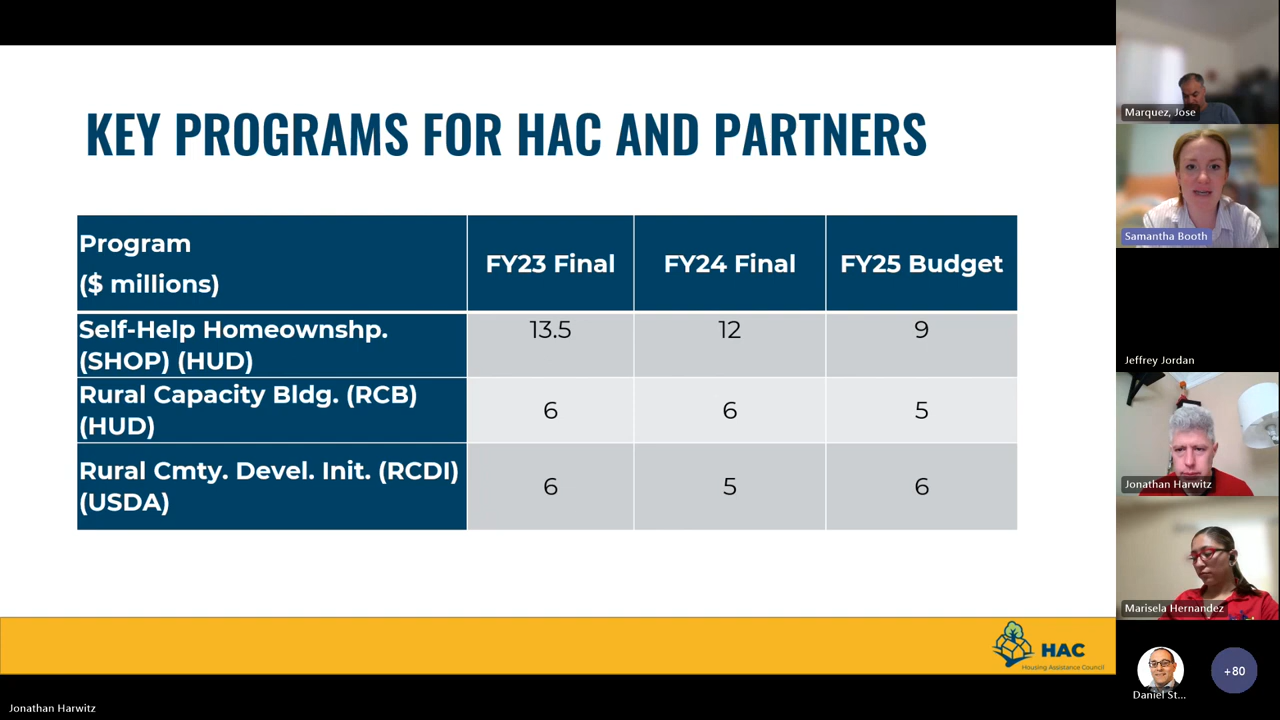 KEY PROGRAMS FOR HAC AND PARTNERS
Program
($ millions)
FY23 Final
FY24 Final
FY25 Budget
Self-Help Homeownshp.
(SHOP) (HUD)
13.5
12
9
Rural Capacity Bldg. (RCB)
(HUD)
6
6
5
Rural Cmty. Devel. Init. (RCDI)
(USDA)
6
5
6
HAC
Housing Assistance Council
Marquez, Jose
Samantha Booth
Jeffrey Jordan
Jonathan Harwitz
Marisela Hernandez
Daniel St...
+80
Jonathan Harwitz